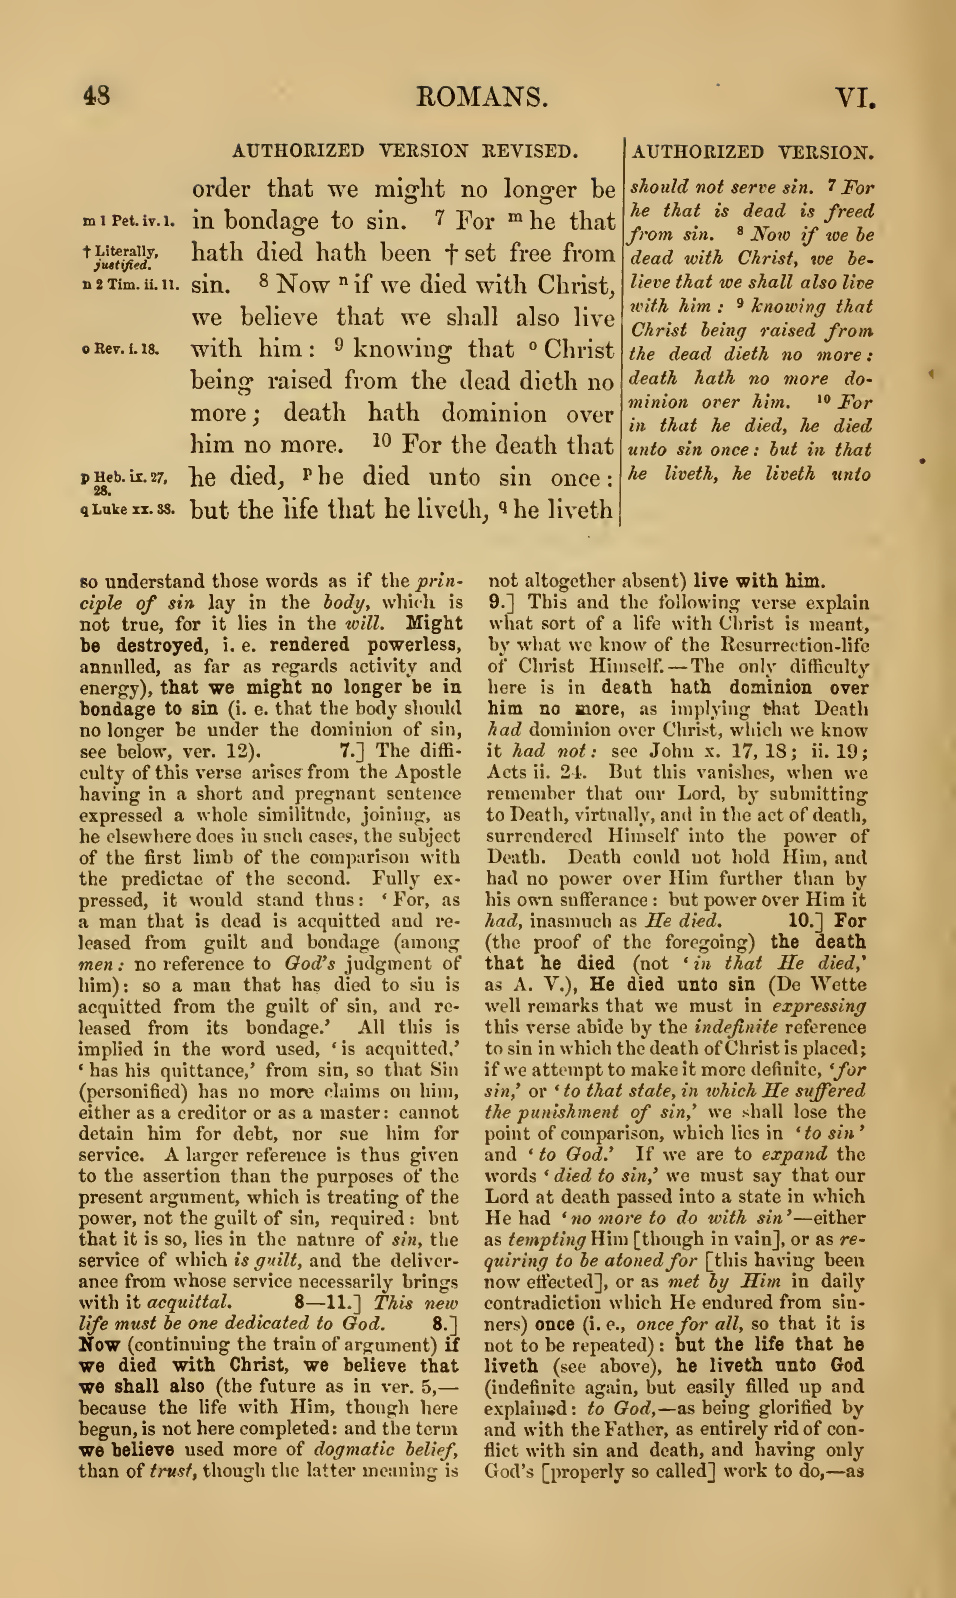 48
ROMANS.
VI.
AUTHORIZED VERSION REVISED.
order that we might no longer be
m 1 Pet. iv. 1.
in bondage to sin. 7 For m he that
† Literally,
justified.
hath died hath been † set free from
n 2 Tim. ii. 11.
sin. 8 Now n if we died with Christ,
we believe that we shall also live
o Rev. i. 18.
with him: 9 knowing that o Christ
being raised from the dead dieth no
more; death hath dominion over
him no more. 10 For the death that
p Heb. ix. 27,
28.
he died, p he died unto sin once:
q Luke xx. 38.
but the life that he liveth, q he liveth
AUTHORIZED VERSION.
should not serve sin. 7 For
he that is dead is freed
from sin. 8 Now if we be
dead with Christ, we be-
lieve that we shall also live
with him: 9 knowing that
Christ being raised from
the dead dieth no more:
death hath no more do-
minion over him. 10 For
in that he died, he died
unto sin once: but in that
he liveth, he liveth unto
so understand those words as if the prin-
ciple of sin lay in the body, which is
not true, for it lies in the will. Might
be destroyed, i. e. rendered powerless,
annulled, as far as regards activity and
energy), that we might no longer be in
bondage to sin (i. e. that the body should
no longer be under the dominion of sin,
see below, ver. 12). 7.] The diffi-
culty of this verse arises from the Apostle
having in a short and pregnant sentence
expressed a whole similitude, joining, as
he elsewhere does in such cases, the subject
of the first limb of the comparison with
the predictae of the second. Fully ex-
pressed, it would stand thus: ‘For, as
a man that is dead is acquitted and re-
leased from guilt and bondage (among
men: no reference to God's judgment of
him): so a man that has died to sin is
acquitted from the guilt of sin, and re-
leased from its bondage.’ All this is
implied in the word used, ‘is acquitted,’
‘has his quittance,’ from sin, so that Sin
(personified) has no more claims on him,
either as a creditor or as a master: cannot
detain him for debt, nor sue him for
service. A larger reference is thus given
to the assertion than the purposes of the
present argument, which is treating of the
power, not the guilt of sin, required: but
that it is so, lies in the nature of sin, the
service of which is guilt, and the deliver-
ance from whose service necessarily brings
with it acquittal. 8—11.] This new
life must be one dedicated to God. 8.]
Now (continuing the train of argument) if
we died with Christ, we believe that
we shall also (the future as in ver. 5,—
because the life with Him, though here
begun, is not here completed: and the term
we believe used more of dogmatic belief,
than of trust, though the latter meaning is
not altogether absent) live with him.
9.] This and the following verse explain
what sort of a life with Christ is meant,
by what we know of the Resurrection-life
of Christ Himself.—The only difficulty
here is in death hath dominion over
him no more, as implying that Death
had dominion over Christ, which we know
it had not: see John x. 17, 18; ii. 19;
Acts ii. 24. But this vanishes, when we
remember that our Lord, by submitting
to Death, virtually, and in the act of death,
surrendered Himself into the power of
Death. Death could not hold Him, and
had no power over Him further than by
his own sufferance: but power over Him it
had, inasmuch as He died. 10.] For
(the proof of the foregoing) the death
that he died (not ‘in that He died,’
as A. V.), He died unto sin (De Wette
well remarks that we must in expressing
this verse abide by the indefinite reference
to sin in which the death of Christ is placed;
if we attempt to make it more definite, ‘for
sin,’ or ‘to that state, in which He suffered
the punishment of sin,’ we shall lose the
point of comparison, which lies in ‘to sin’
and ‘to God.’ If we are to expand the
words ‘died to sin,’ we must say that our
Lord at death passed into a state in which
He had ‘no more to do with sin’—either
as tempting Him [though in vain], or as re-
quiring to be atoned for [this having been
now effected], or as met by Him in daily
contradiction which He endured from sin-
ners) once (i. e., once for all, so that it is
not to be repeated): but the life that he
liveth (see above), he liveth unto God
(indefinite again, but easily filled up and
explained: to God,—as being glorified by
and with the Father, as entirely rid of con-
flict with sin and death, and having only
God's [properly so called] work to do,—as